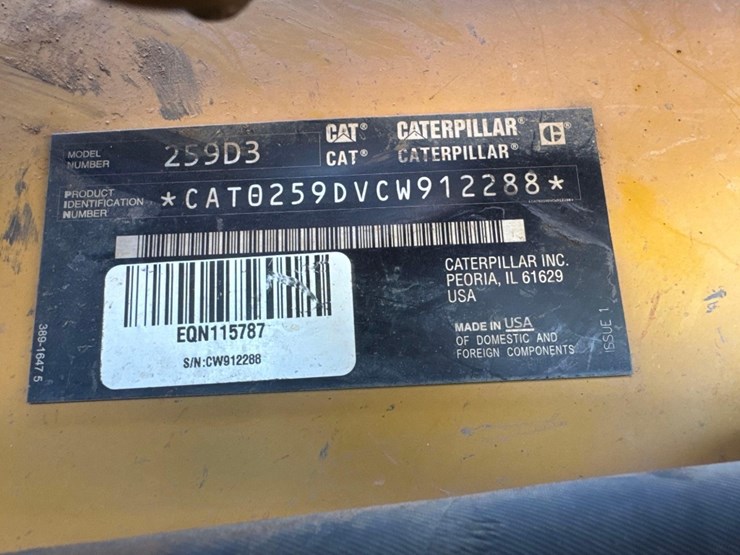 MODEL NUMBER 259D3
CAT® CATERPILLAR®
CAT® CATERPILLAR®
PRODUCT IDENTIFICATION NUMBER *CAT0259DVCW912288*
EQN115787
S/N:CW912288
CATERPILLAR INC.
PEORIA, IL 61629
USA
MADE IN USA
OF DOMESTIC AND
FOREIGN COMPONENTS
ISSUE 1
389-1647 5